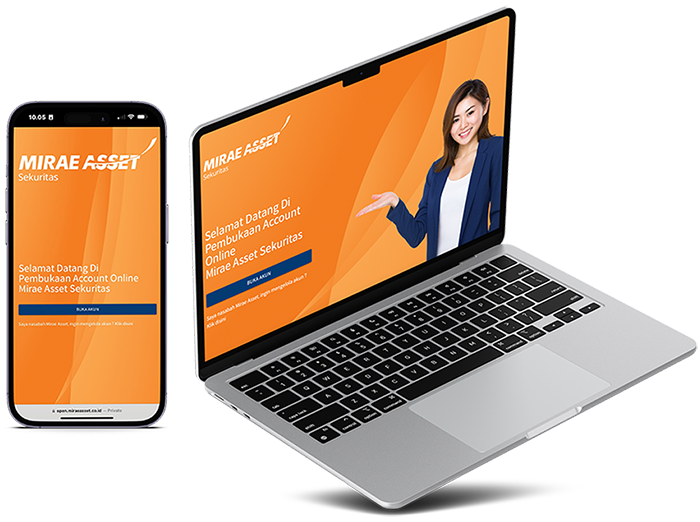 10.05
MIRAE ASSET
Sekuritas
Selamat Datang Di
Pembukaan Account Online
Mirae Asset Sekuritas
BUKA AKUN
Saya nasabah Mirae Asset, ingin mengelola akun ? Klik disini
open.miraeasset.co.id — Private
MIRAE ASSET
Sekuritas
Selamat Datang Di
Pembukaan Account
Online
Mirae Asset Sekuritas
BUKA AKUN
Saya nasabah Mirae Asset, ingin mengelola akun ?
Klik disini